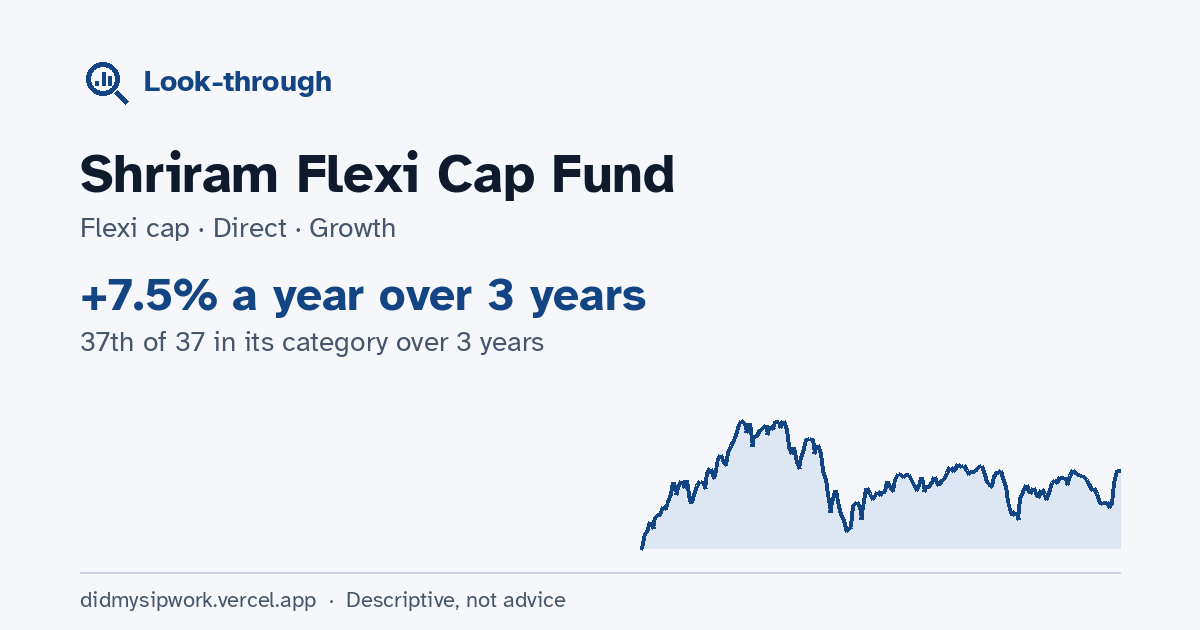 Look-through
Shriram Flexi Cap Fund
Flexi cap · Direct · Growth
+7.5% a year over 3 years
37th of 37 in its category over 3 years
didmysipwork.vercel.app · Descriptive, not advice